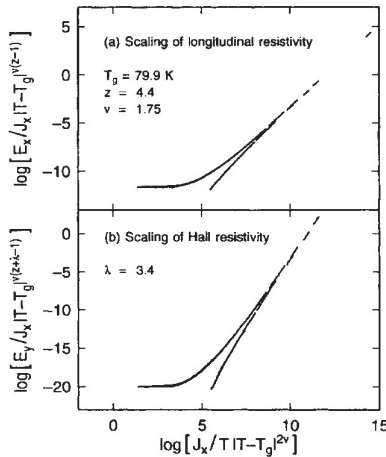 (a) Scaling of longitudinal resistivity
T_g = 79.9 K
z = 4.4
ν = 1.75
log[E_x/J_x|T-T_g|^ν(z-1)]
5
0
-5
-10
(b) Scaling of Hall resistivity
λ = 3.4
log[E_y/J_x|T-T_g|^ν(z+λ-1)]
0
-5
-10
-15
-20
0
5
10
15
log[J_x/T|T-T_g|^2ν]